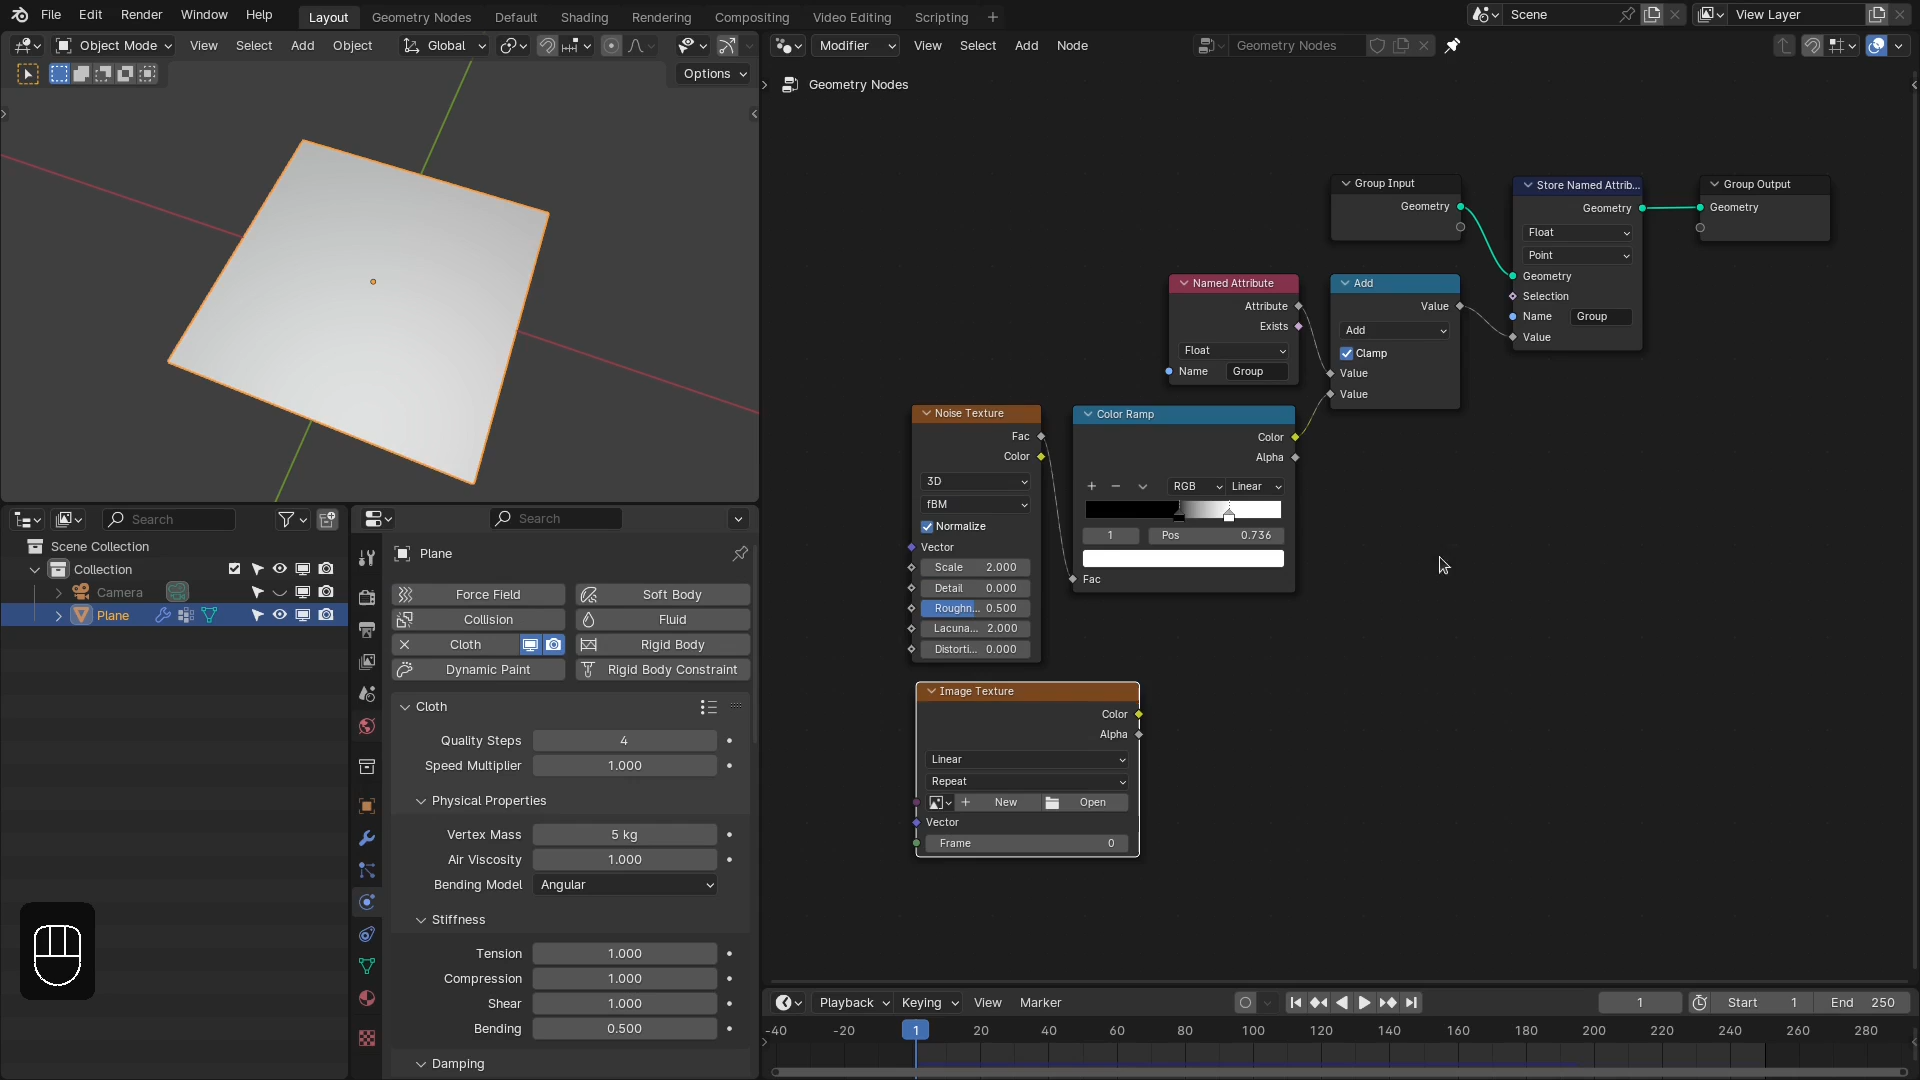 File Edit Render Window Help Layout Geometry Nodes Default Shading Rendering Compositing Video Editing Scripting + Scene View Layer
Object Mode View Select Add Object Global
Options
Modifier View Select Add Node Geometry Nodes
Geometry Nodes
Group Input
Geometry
Store Named Attrib...
Geometry
Float
Point
Geometry
Selection
Name Group
Value
Group Output
Geometry
Named Attribute
Attribute
Exists
Float
Name Group
Add
Value
Add
Clamp
Value
Value
Noise Texture
Fac
Color
3D
fBM
Normalize
Vector
Scale 2.000
Detail 0.000
Roughn... 0.500
Lacuna... 2.000
Distorti... 0.000
Color Ramp
Color
Alpha
RGB Linear
1 Pos 0.736
Fac
Image Texture
Color
Alpha
Linear
Repeat
New Open
Vector
Frame 0
Search
Scene Collection
Collection
Camera
Plane
Search
Plane
Force Field Soft Body
Collision Fluid
Cloth Rigid Body
Dynamic Paint Rigid Body Constraint
Cloth
Quality Steps 4
Speed Multiplier 1.000
Physical Properties
Vertex Mass 5 kg
Air Viscosity 1.000
Bending Model Angular
Stiffness
Tension 1.000
Compression 1.000
Shear 1.000
Bending 0.500
Damping
Playback Keying View Marker 1 Start 1 End 250
-40 -20 1 20 40 60 80 100 120 140 160 180 200 220 240 260 280